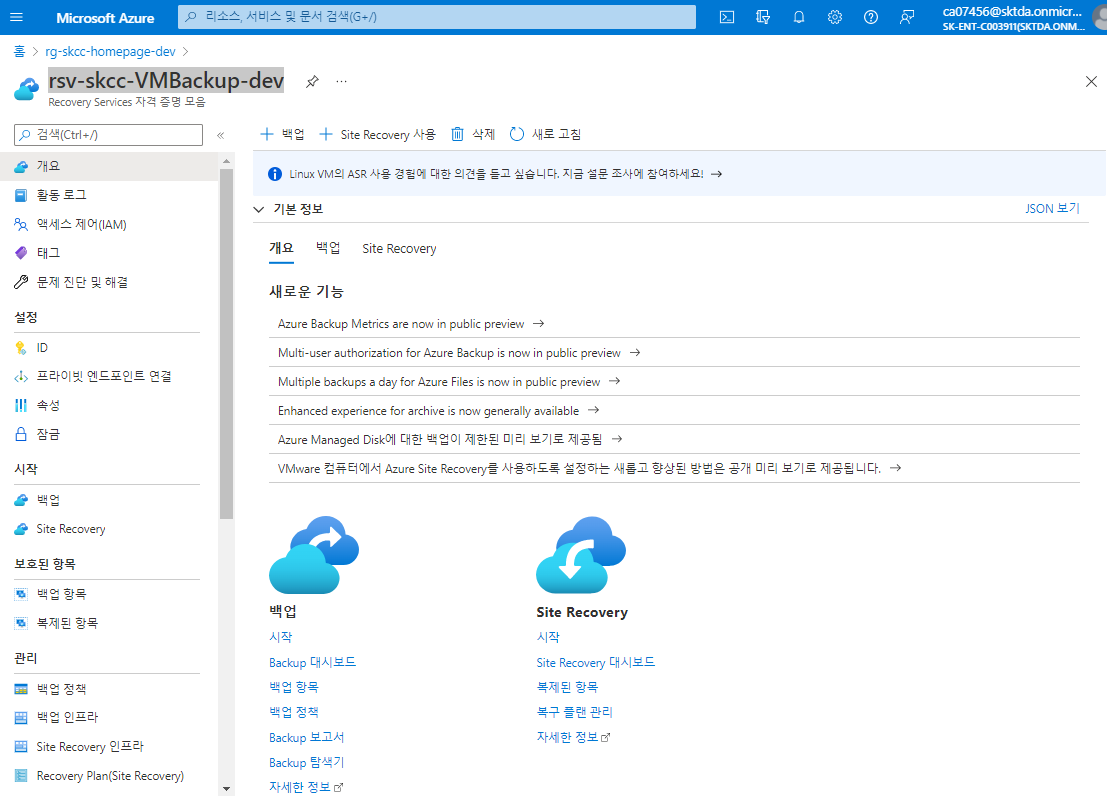 Microsoft Azure
리소스, 서비스 및 문서 검색(G+/)
ca07456@sktda.onmicr...
SK-ENT-C003911(SKTDA.ONM...
홈 > rg-skcc-homepage-dev >
rsv-skcc-VMBackup-dev
Recovery Services 자격 증명 모음
검색(Ctrl+/)
개요
활동 로그
액세스 제어(IAM)
태그
문제 진단 및 해결
설정
ID
프라이빗 엔드포인트 연결
속성
잠금
시작
백업
Site Recovery
보호된 항목
백업 항목
복제된 항목
관리
백업 정책
백업 인프라
Site Recovery 인프라
Recovery Plan(Site Recovery)
백업 Site Recovery 사용 삭제 새로 고침
Linux VM의 ASR 사용 경험에 대한 의견을 듣고 싶습니다. 지금 설문 조사에 참여하세요! →
기본 정보 JSON 보기
개요 백업 Site Recovery
새로운 기능
Azure Backup Metrics are now in public preview →
Multi-user authorization for Azure Backup is now in public preview →
Multiple backups a day for Azure Files is now in public preview →
Enhanced experience for archive is now generally available →
Azure Managed Disk에 대한 백업이 제한된 미리 보기로 제공됨 →
VMware 컴퓨터에서 Azure Site Recovery를 사용하도록 설정하는 새롭고 향상된 방법은 공개 미리 보기로 제공됩니다. →
백업
시작
Backup 대시보드
백업 항목
백업 정책
Backup 보고서
Backup 탐색기
자세한 정보
Site Recovery
시작
Site Recovery 대시보드
복제된 항목
복구 플랜 관리
자세한 정보